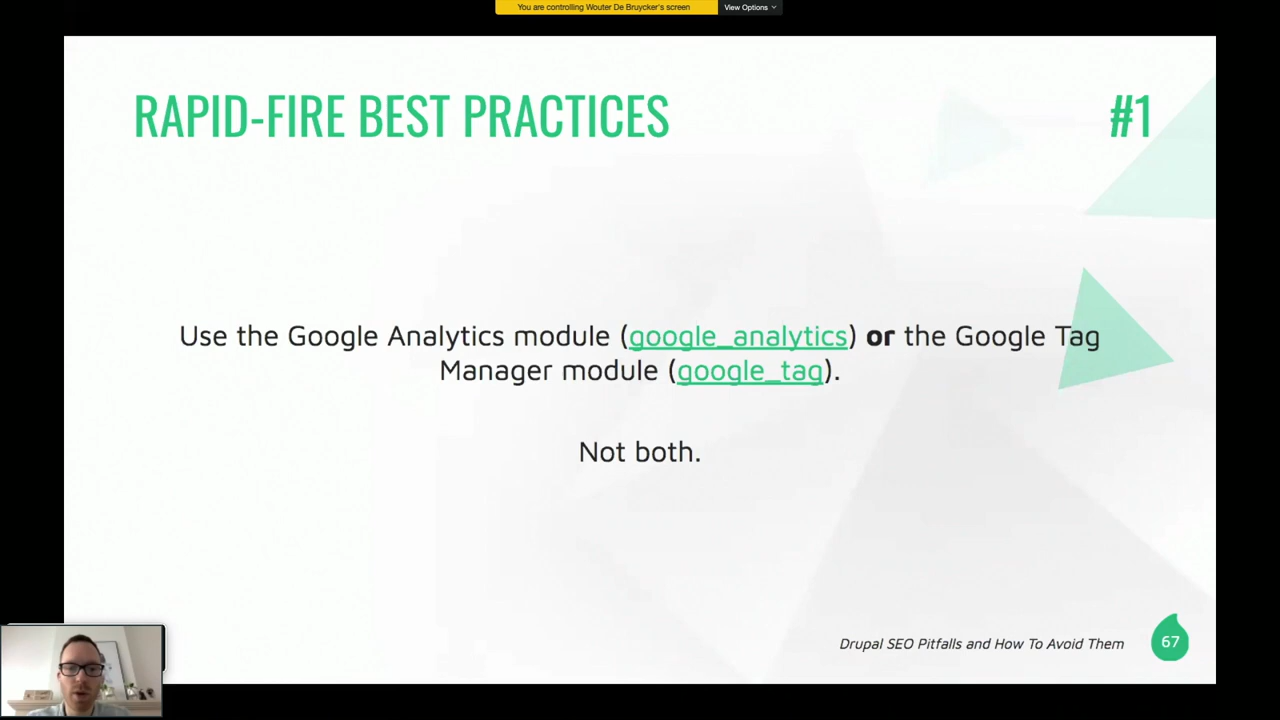 You are controlling Wouter De Bruycker's screen
View Options
RAPID-FIRE BEST PRACTICES
#1
Use the Google Analytics module (google_analytics) or the Google Tag
Manager module (google_tag).
Not both.
Drupal SEO Pitfalls and How To Avoid Them
67